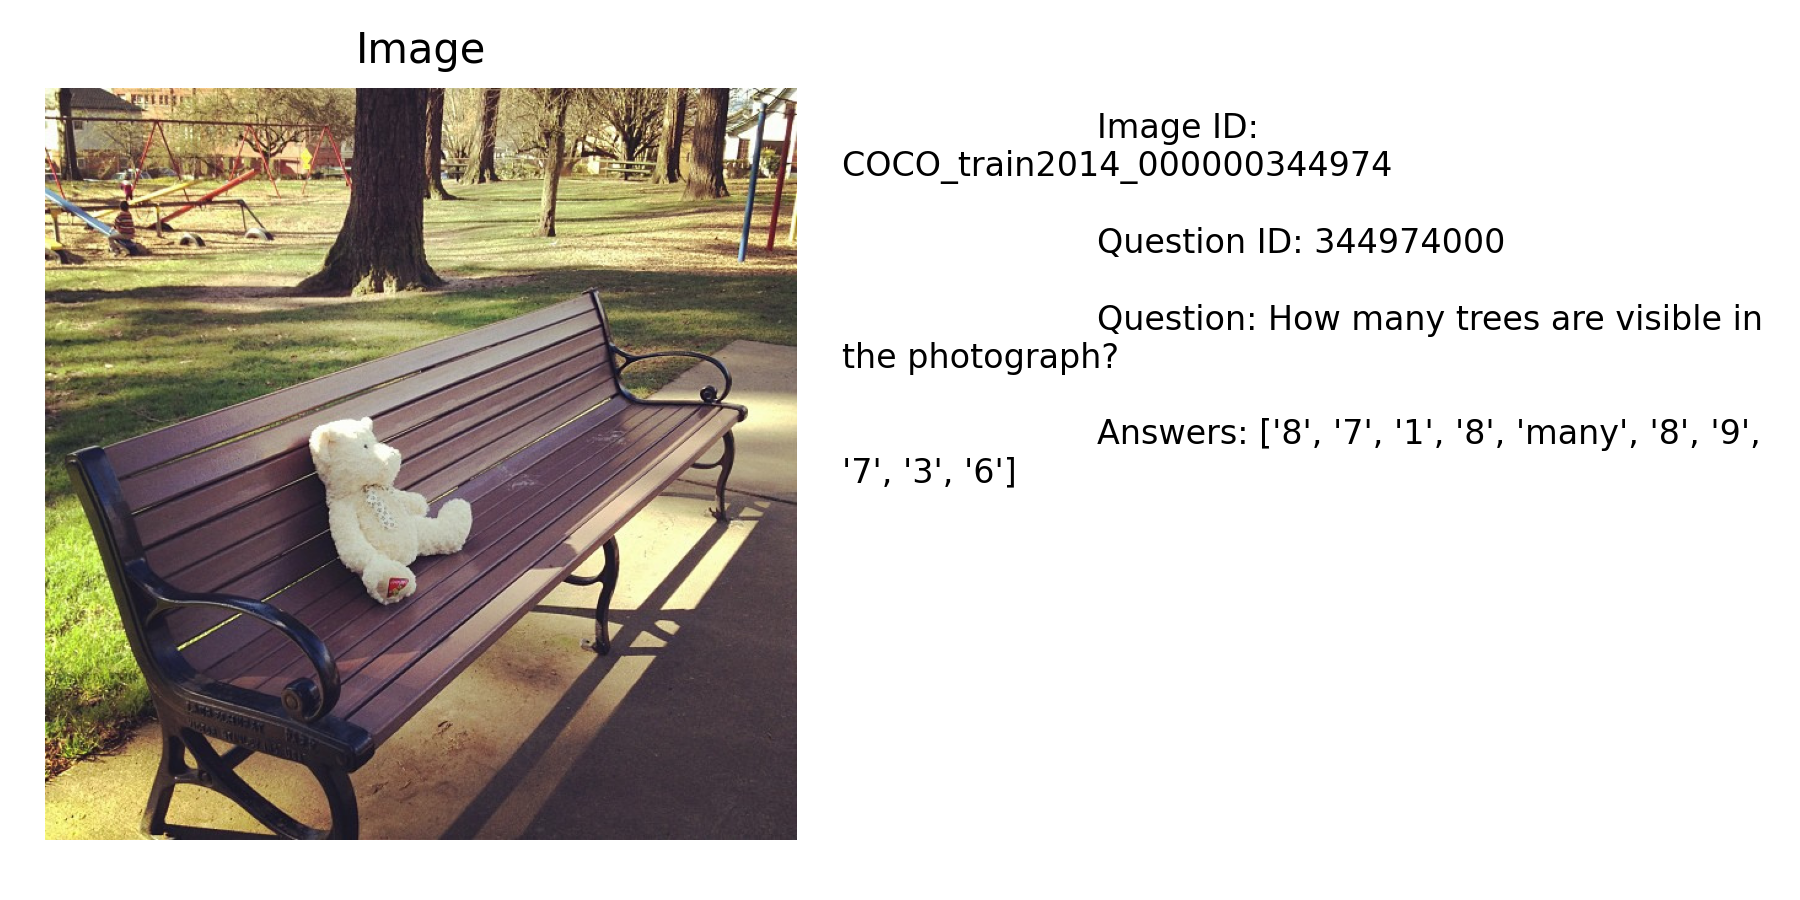 Image
Image ID:
COCO_train2014_000000344974
Question ID: 344974000
Question: How many trees are visible in
the photograph?
Answers: ['8', '7', '1', '8', 'many', '8', '9',
'7', '3', '6']